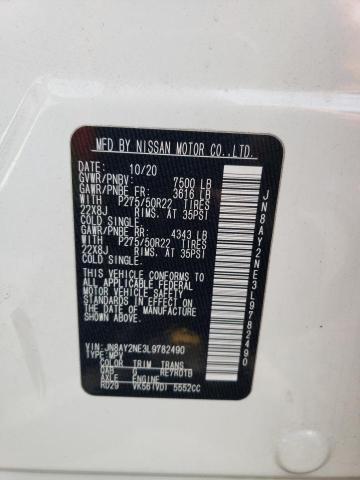 MFD BY NISSAN MOTOR CO.,LTD.
DATE: 10/20
GVWR/PNBV: 7500 LB
GAWR/PNBE FR: 3616 LB
WITH P275/50R22 TIRES
22X8J RIMS, AT 35PSI
COLD SINGLE.
GAWR/PNBE RR: 4343 LB
WITH P275/50R22 TIRES
22X8J RIMS, AT 35PSI
COLD SINGLE.
THIS VEHICLE CONFORMS TO
ALL APPLICABLE FEDERAL
MOTOR VEHICLE SAFETY
STANDARDS IN EFFECT ON
THE DATE OF MANUFACTURE
SHOWN ABOVE.
VIN: JN8AY2NE3L9782490
TYPE: MPV
COLOR TRIM TRANS
QAB RE7R01B
AXLE ENGINE
RD29 VK56(VD) 5552CC
JN8AY2NE3L9782490